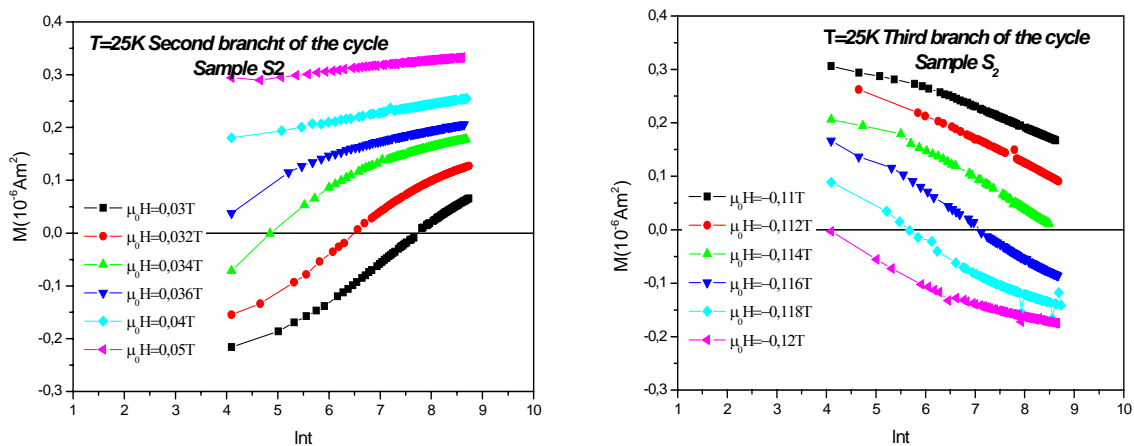 T=25K Second brancht of the cycle
Sample S2
M(10⁻⁶Am²)
0,4
0,3
0,2
0,1
0,0
-0,1
-0,2
-0,3
μ₀H=0,03T
μ₀H=0,032T
μ₀H=0,034T
μ₀H=0,036T
μ₀H=0,04T
μ₀H=0,05T
1 2 3 4 5 6 7 8 9 10
lnt
T=25K Third branch of the cycle
Sample S₂
M(10⁻⁶Am²)
0,4
0,3
0,2
0,1
0,0
-0,1
-0,2
-0,3
μ₀H=−0,11T
μ₀H=−0,112T
μ₀H=−0,114T
μ₀H=−0,116T
μ₀H=−0,118T
μ₀H=−0,12T
1 2 3 4 5 6 7 8 9 10
lnt